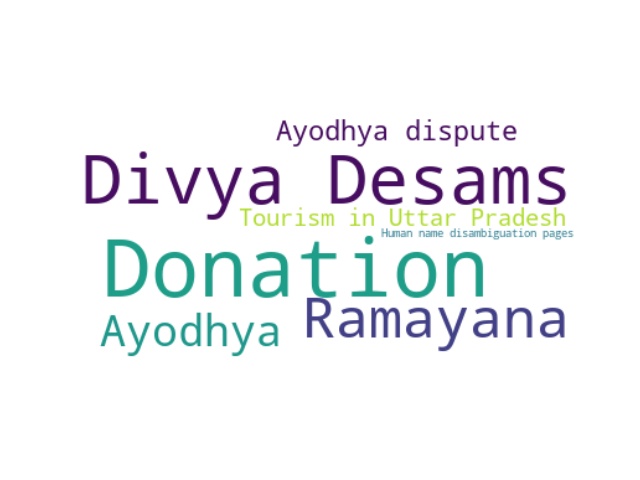 Ayodhya dispute
Divya Desams
Tourism in Uttar Pradesh
Human name disambiguation pages
Donation
Ramayana
Ayodhya